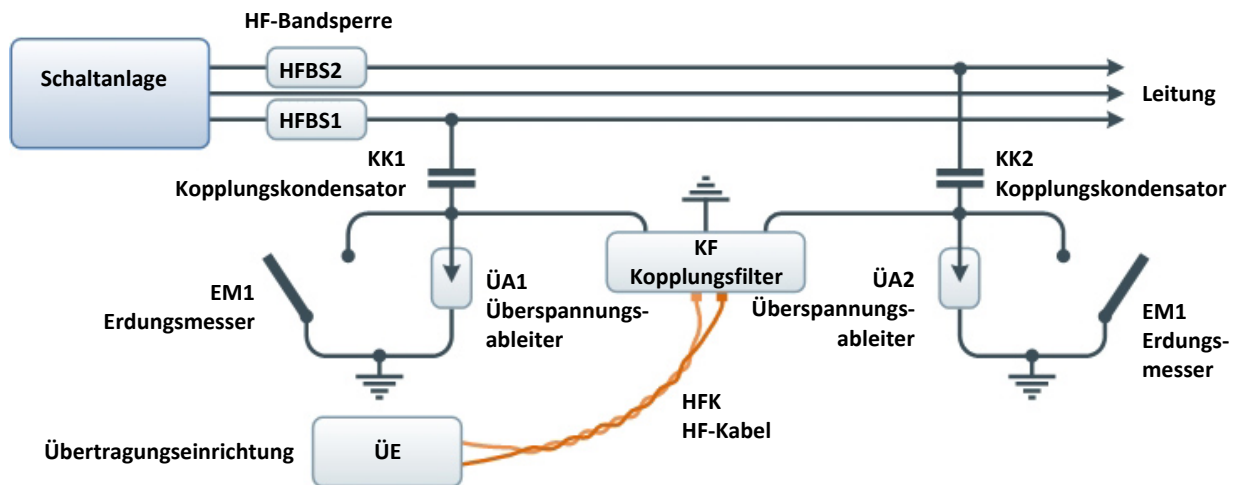 HF-Bandsperre
Schaltanlage
HFBS2
HFBS1
Leitung
KK1
Kopplungskondensator
KK2
Kopplungskondensator
KF
Kopplungsfilter
EM1
Erdungsmesser
ÜA1
Überspannungs-
ableiter
ÜA2
Überspannungs-
ableiter
EM1
Erdungs-
messer
HFK
HF-Kabel
Übertragungseinrichtung
ÜE